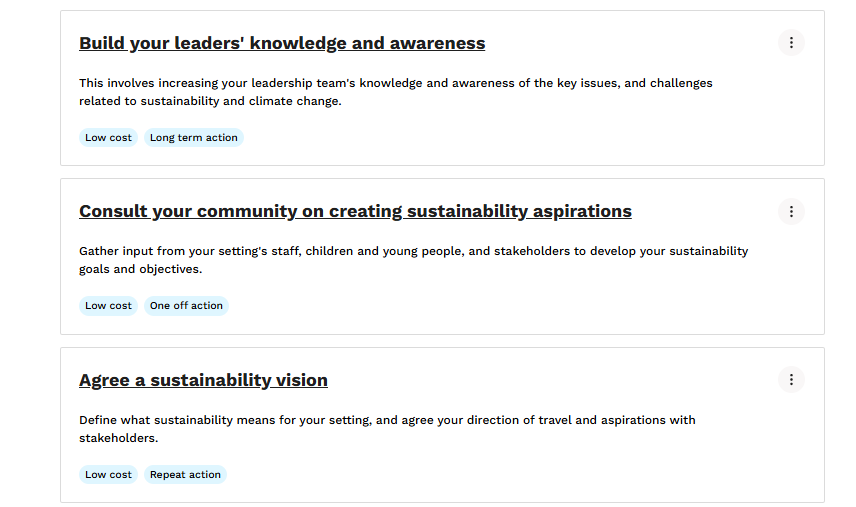 Build your leaders' knowledge and awareness
This involves increasing your leadership team's knowledge and awareness of the key issues, and challenges
related to sustainability and climate change.
Low cost Long term action
Consult your community on creating sustainability aspirations
Gather input from your setting's staff, children and young people, and stakeholders to develop your sustainability
goals and objectives.
Low cost One off action
Agree a sustainability vision
Define what sustainability means for your setting, and agree your direction of travel and aspirations with
stakeholders.
Low cost Repeat action